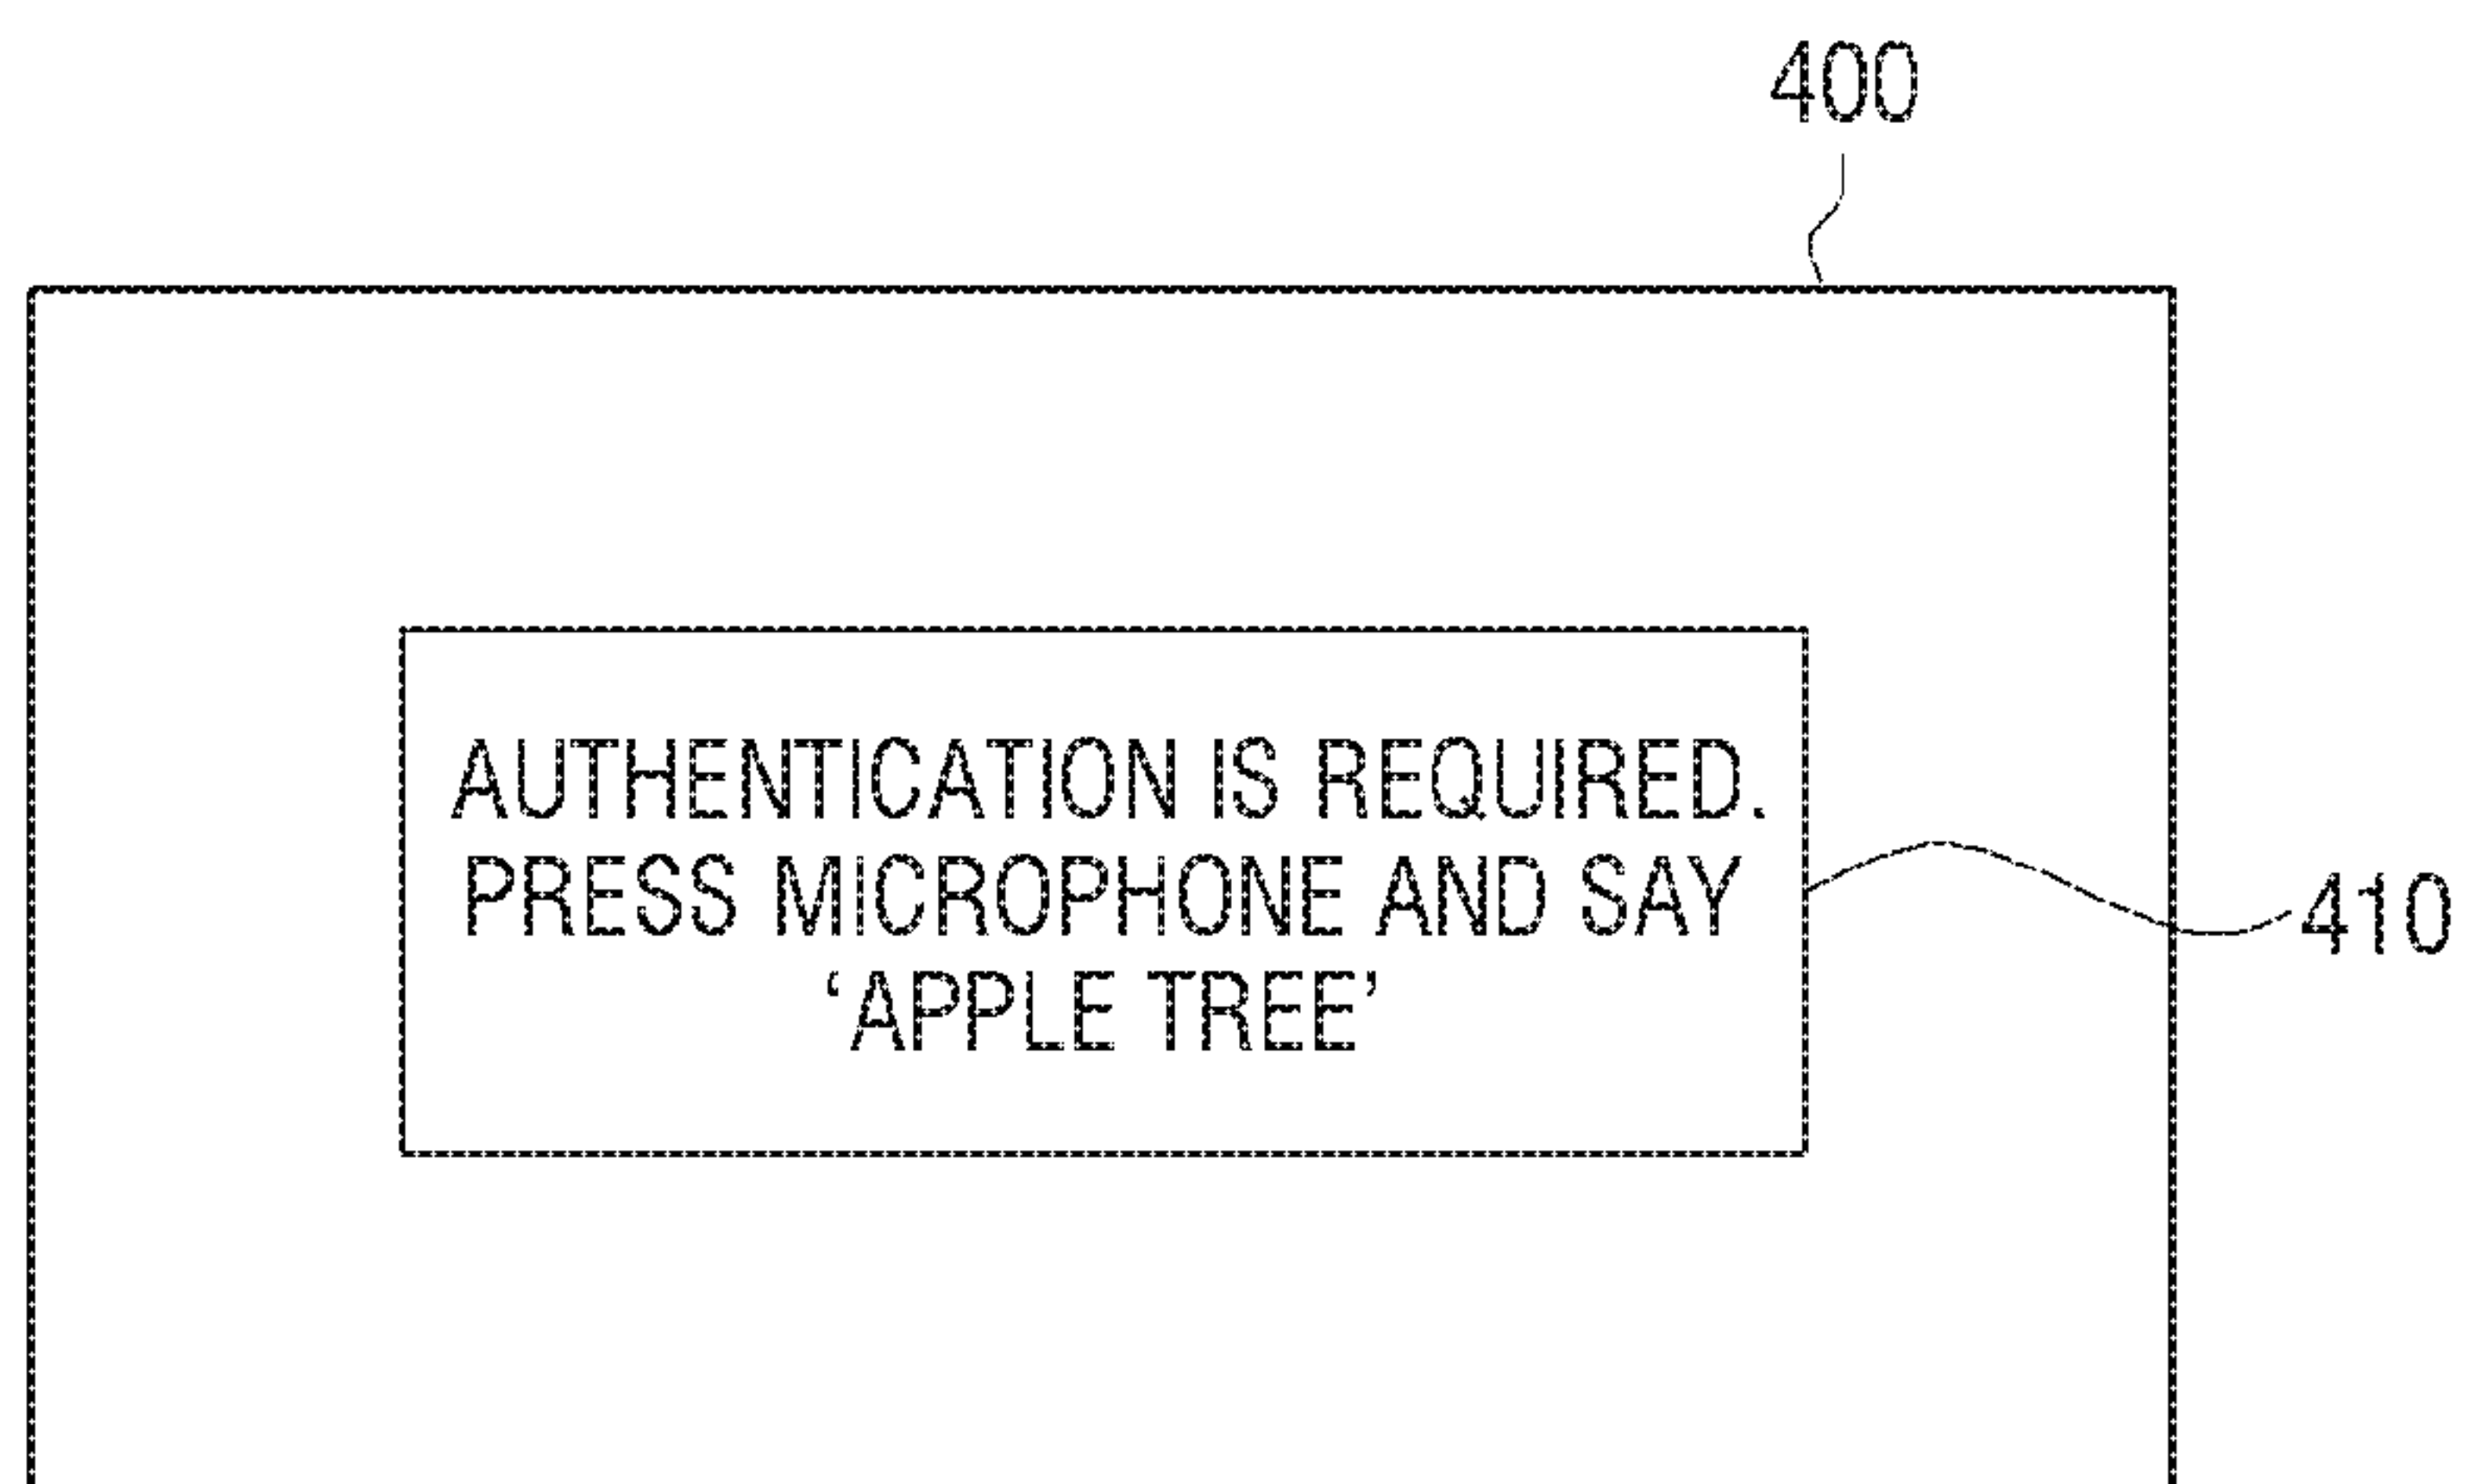 400
AUTHENTICATION IS REQUIRED.
PRESS MICROPHONE AND SAY
‘APPLE TREE’
410